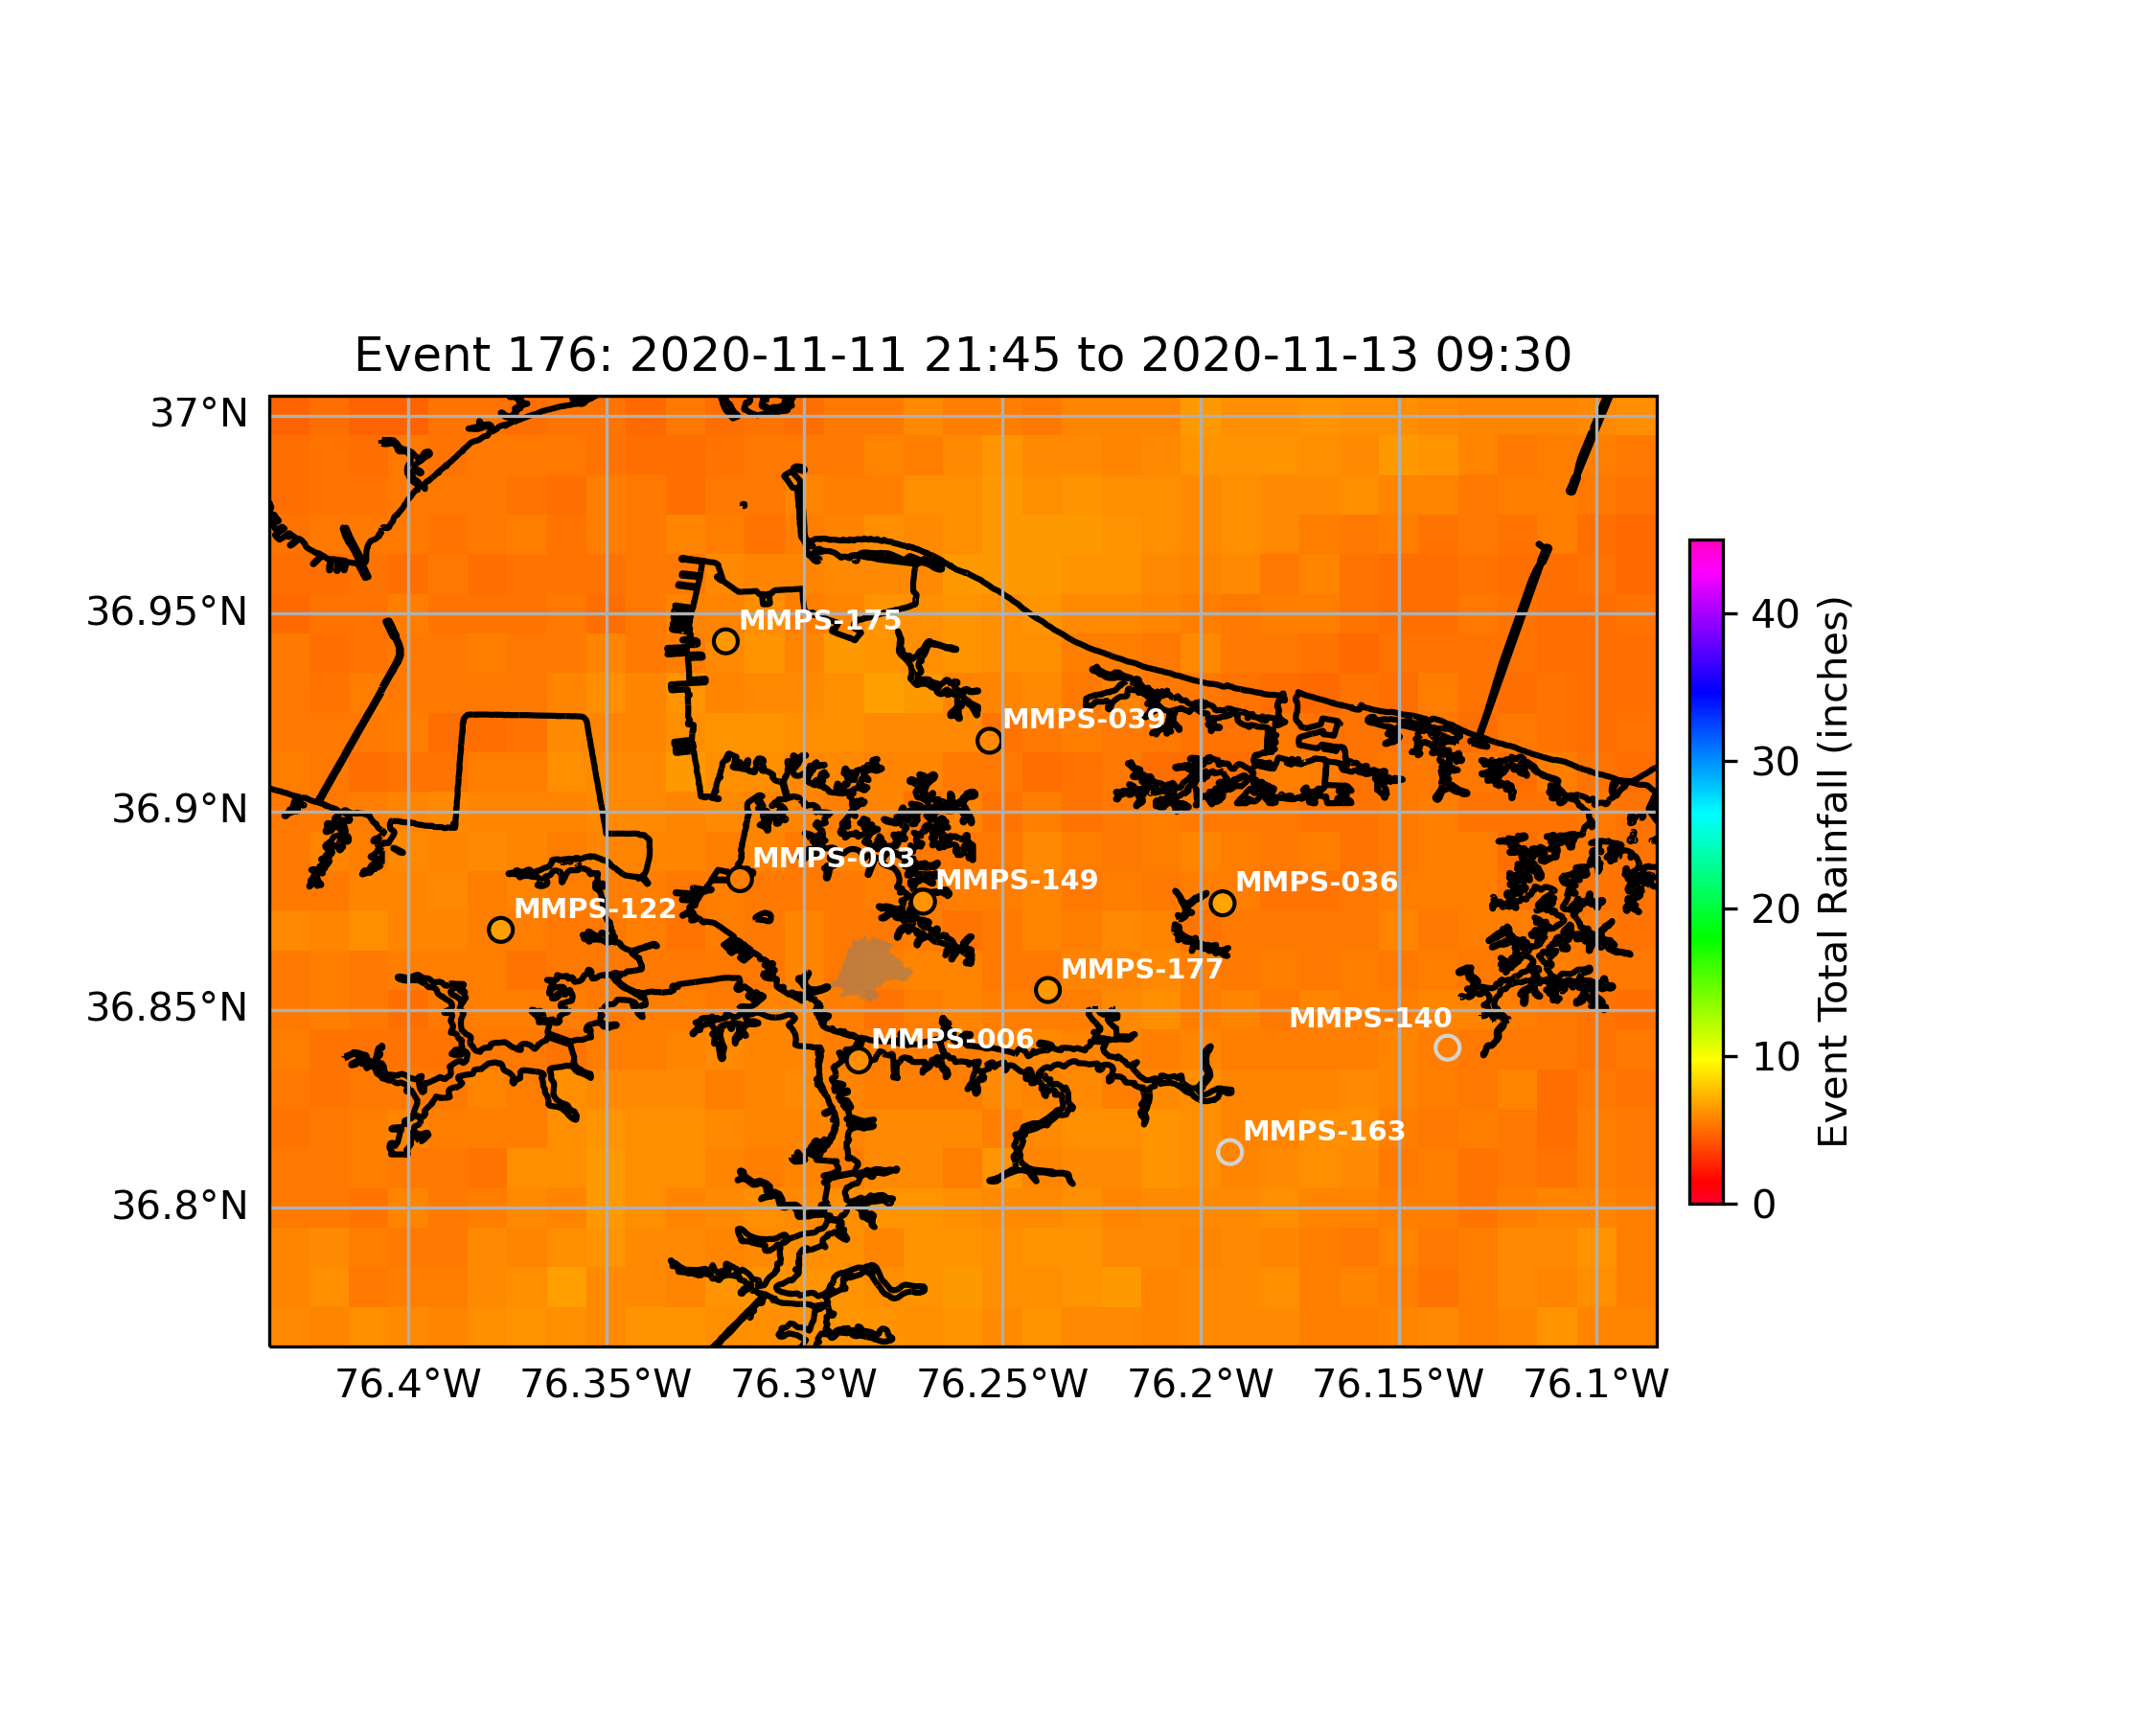 Event 176: 2020-11-11 21:45 to 2020-11-13 09:30
37°N
36.95°N
36.9°N
36.85°N
36.8°N
76.4°W
76.35°W
76.3°W
76.25°W
76.2°W
76.15°W
76.1°W
MMPS-175
MMPS-039
MMPS-003
MMPS-149
MMPS-036
MMPS-122
MMPS-177
MMPS-140
MMPS-006
MMPS-163
40
30
20
10
0
Event Total Rainfall (inches)